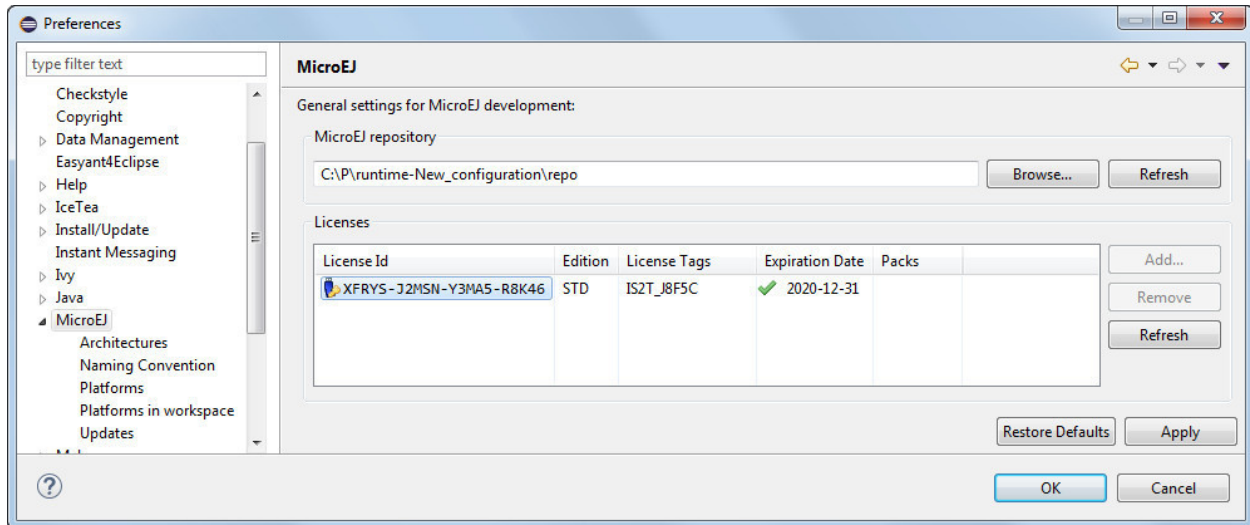 Preferences
type filter text
Checkstyle
Copyright
Data Management
Easyant4Eclipse
Help
IceTea
Install/Update
Instant Messaging
Ivy
Java
MicroEJ
Architectures
Naming Convention
Platforms
Platforms in workspace
Updates
MicroEJ
General settings for MicroEJ development:
MicroEJ repository
C:\P\runtime-New_configuration\repo
Browse... Refresh
Licenses
License Id Edition License Tags Expiration Date Packs
XFRYS-J2MSN-Y3MA5-R8K46 STD IS2T_J8F5C 2020-12-31
Add...
Remove
Refresh
Restore Defaults Apply
OK Cancel